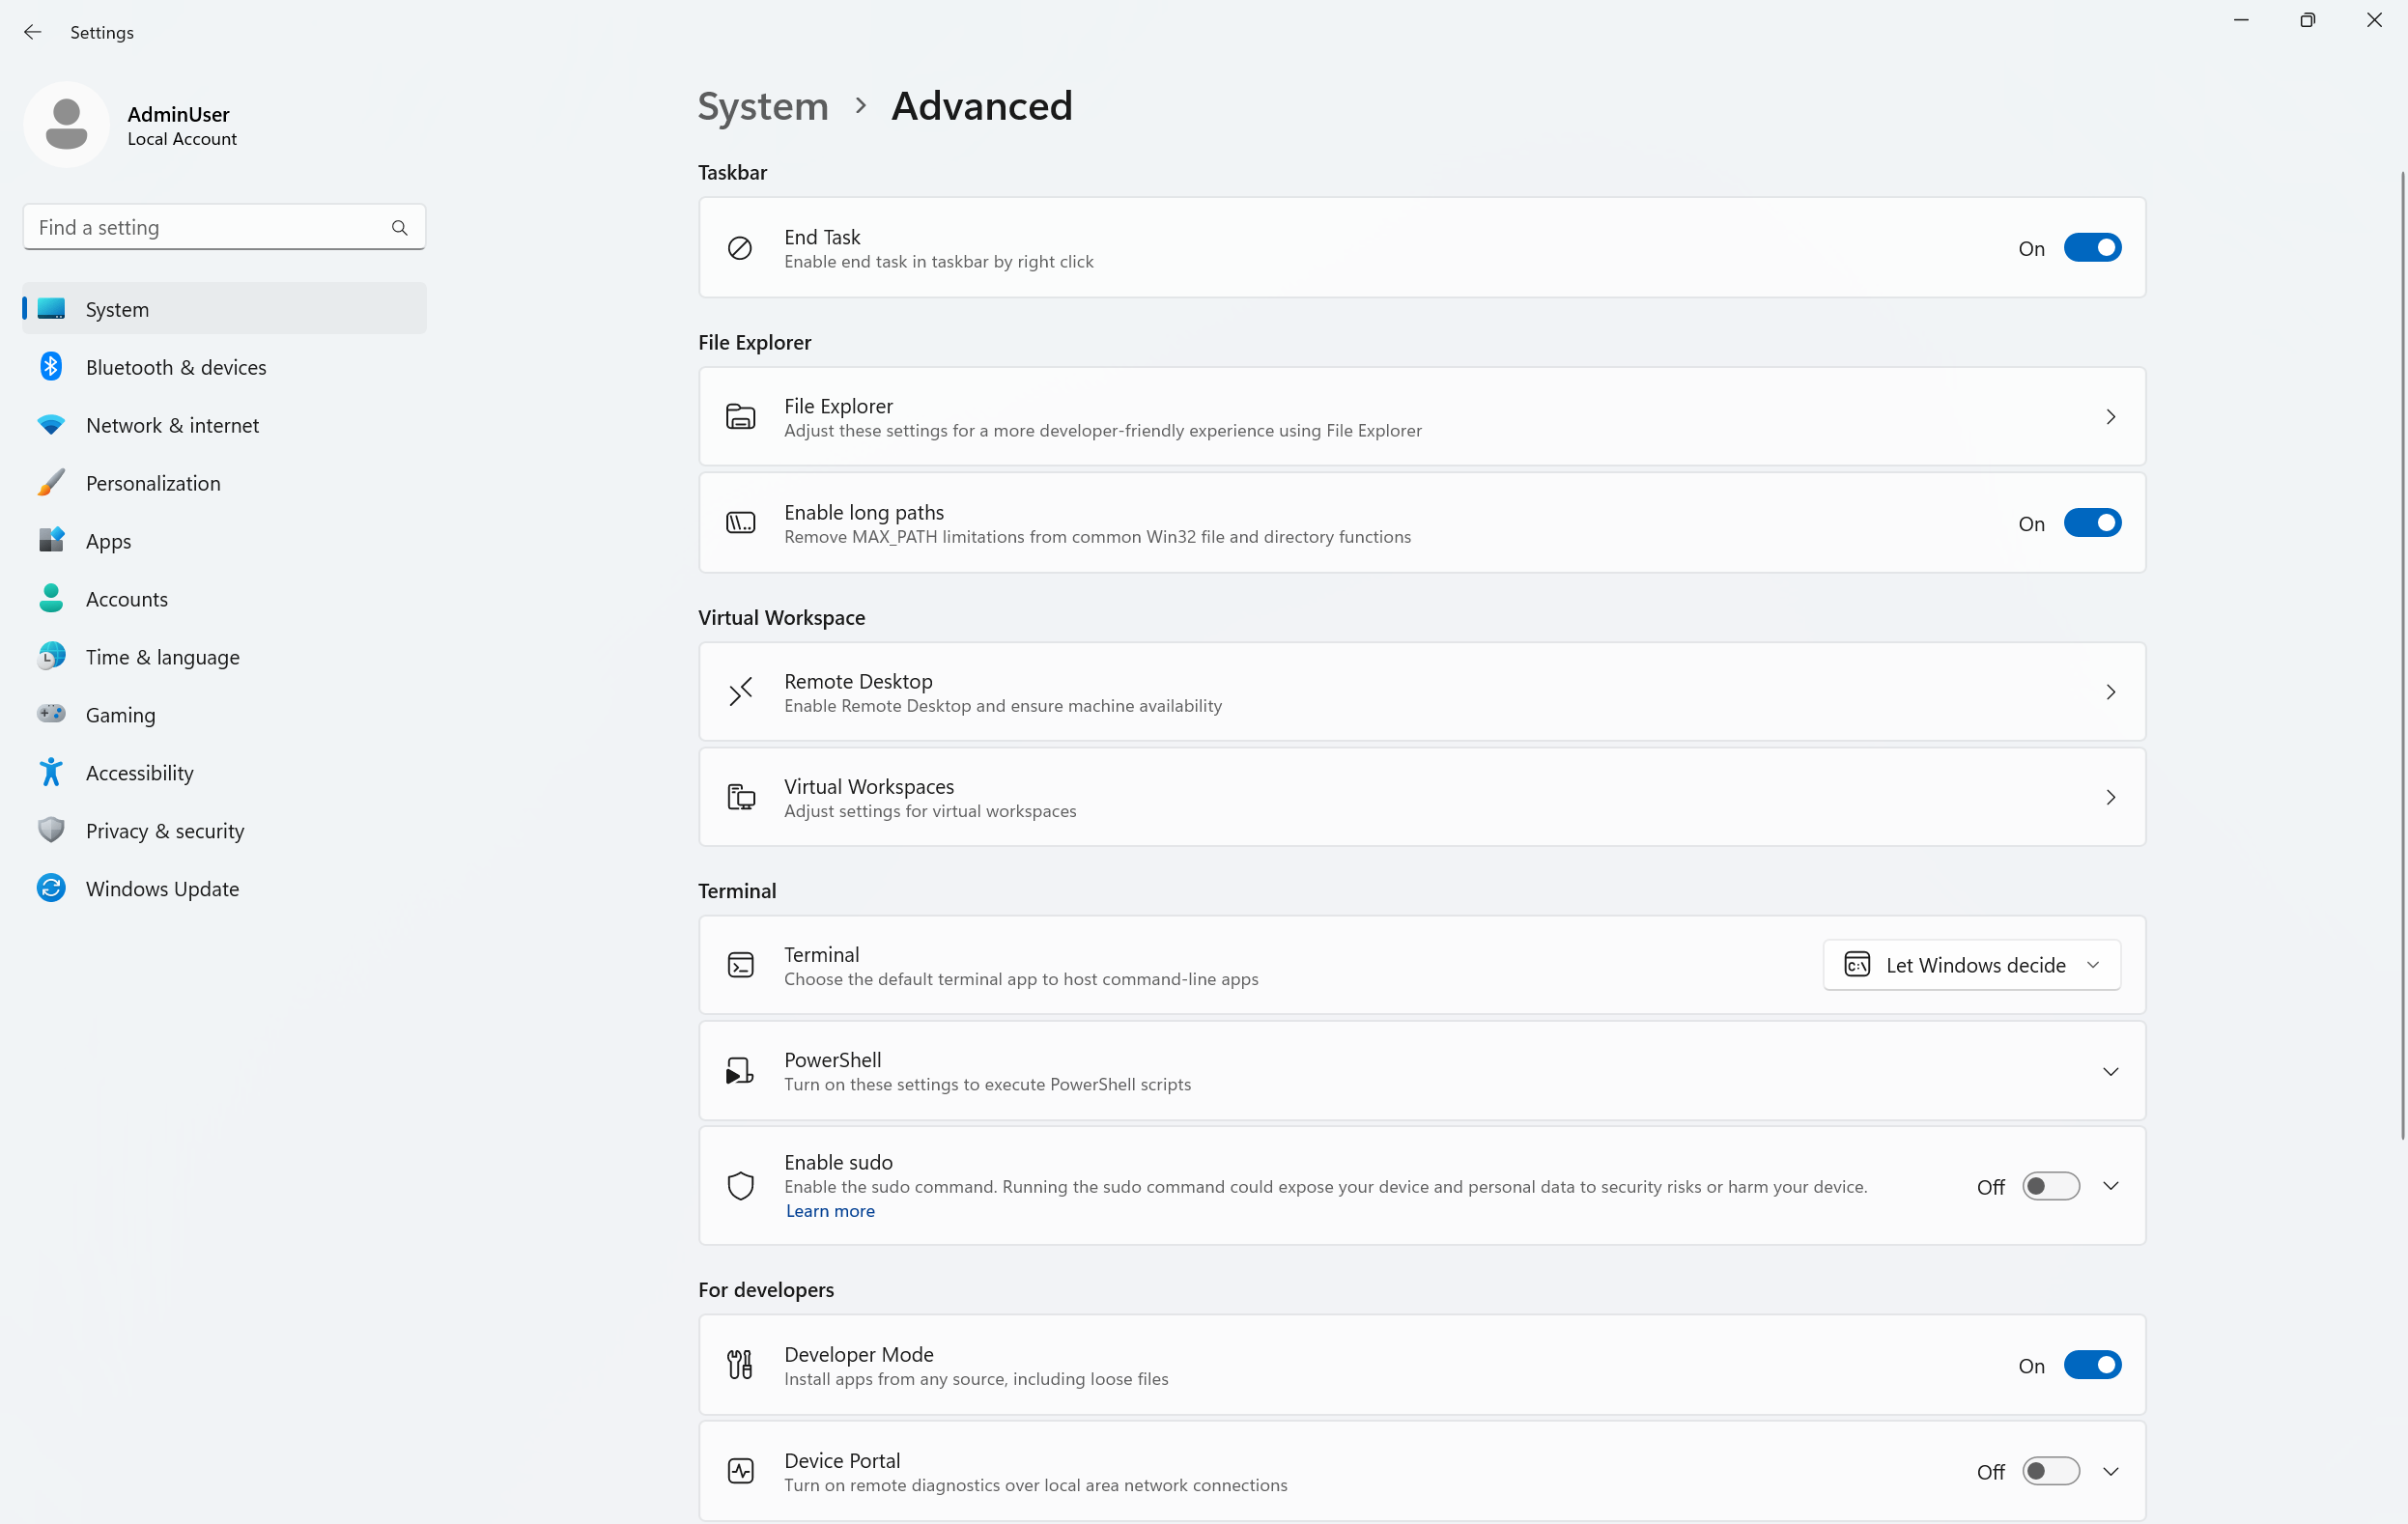 Settings
AdminUser
Local Account
Find a setting
System
Bluetooth & devices
Network & internet
Personalization
Apps
Accounts
Time & language
Gaming
Accessibility
Privacy & security
Windows Update
System > Advanced
Taskbar
End Task
Enable end task in taskbar by right click
On
File Explorer
File Explorer
Adjust these settings for a more developer-friendly experience using File Explorer
Enable long paths
Remove MAX_PATH limitations from common Win32 file and directory functions
On
Virtual Workspace
Remote Desktop
Enable Remote Desktop and ensure machine availability
Virtual Workspaces
Adjust settings for virtual workspaces
Terminal
Terminal
Choose the default terminal app to host command-line apps
Let Windows decide
PowerShell
Turn on these settings to execute PowerShell scripts
Enable sudo
Enable the sudo command. Running the sudo command could expose your device and personal data to security risks or harm your device.
Learn more
Off
For developers
Developer Mode
Install apps from any source, including loose files
On
Device Portal
Turn on remote diagnostics over local area network connections
Off